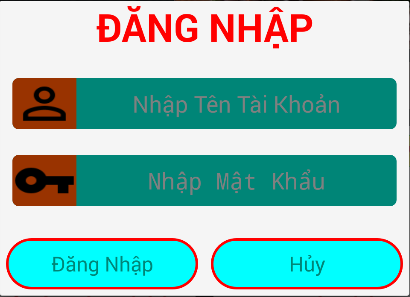 ĐĂNG NHẬP
Nhập Tên Tài Khoản
Nhập Mật Khẩu
Đăng Nhập
Hủy